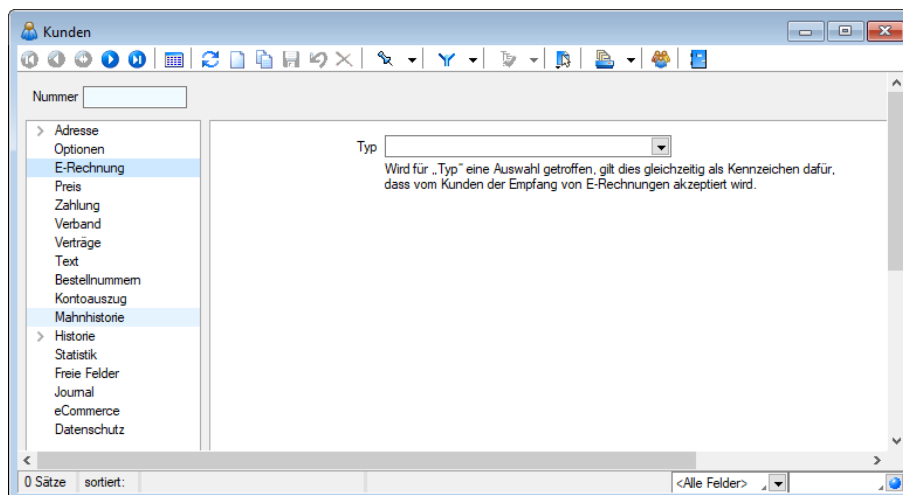 Kunden
Nummer
Adresse
Optionen
E-Rechnung
Preis
Zahlung
Verband
Verträge
Text
Bestellnummern
Kontoauszug
Mahnhistorie
Historie
Statistik
Freie Felder
Journal
eCommerce
Datenschutz
Typ
Wird für „Typ“ eine Auswahl getroffen, gilt dies gleichzeitig als Kennzeichen dafür,
dass vom Kunden der Empfang von E-Rechnungen akzeptiert wird.
0 Sätze sortiert: <Alle Felder>